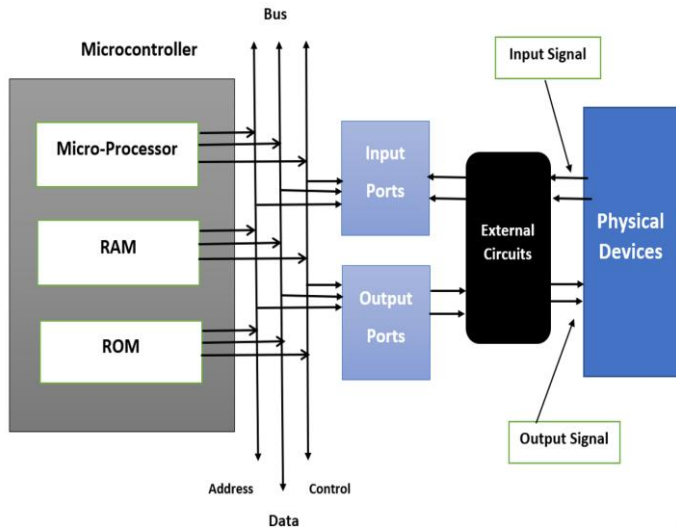 Bus
Microcontroller
Input Signal
Micro-Processor
RAM
ROM
Input
Ports
Output
Ports
External
Circuits
Physical
Devices
Output Signal
Address
Control
Data